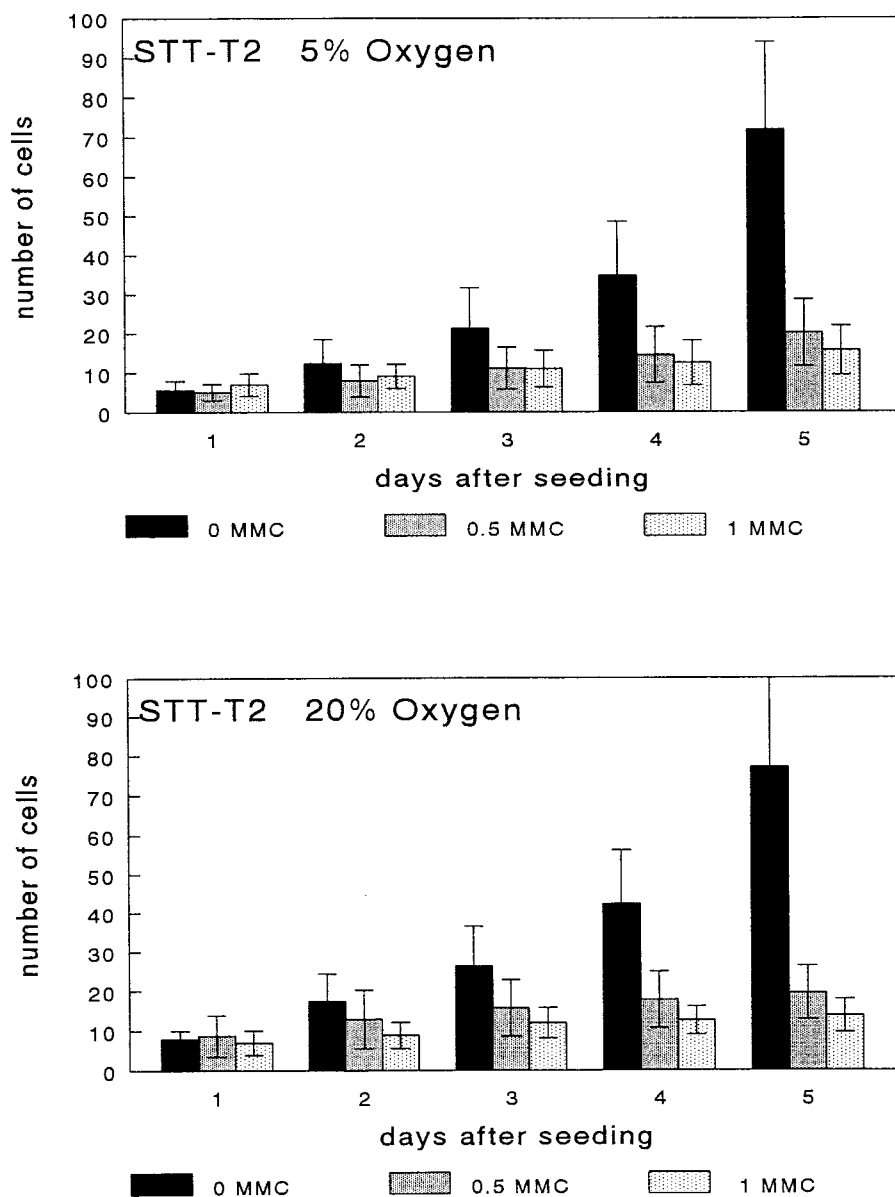 STT-T2 5% Oxygen
number of cells
100
90
80
70
60
50
40
30
20
10
0
1 2 3 4 5
days after seeding
0 MMC 0.5 MMC 1 MMC
STT-T2 20% Oxygen
number of cells
100
90
80
70
60
50
40
30
20
10
0
1 2 3 4 5
days after seeding
0 MMC 0.5 MMC 1 MMC